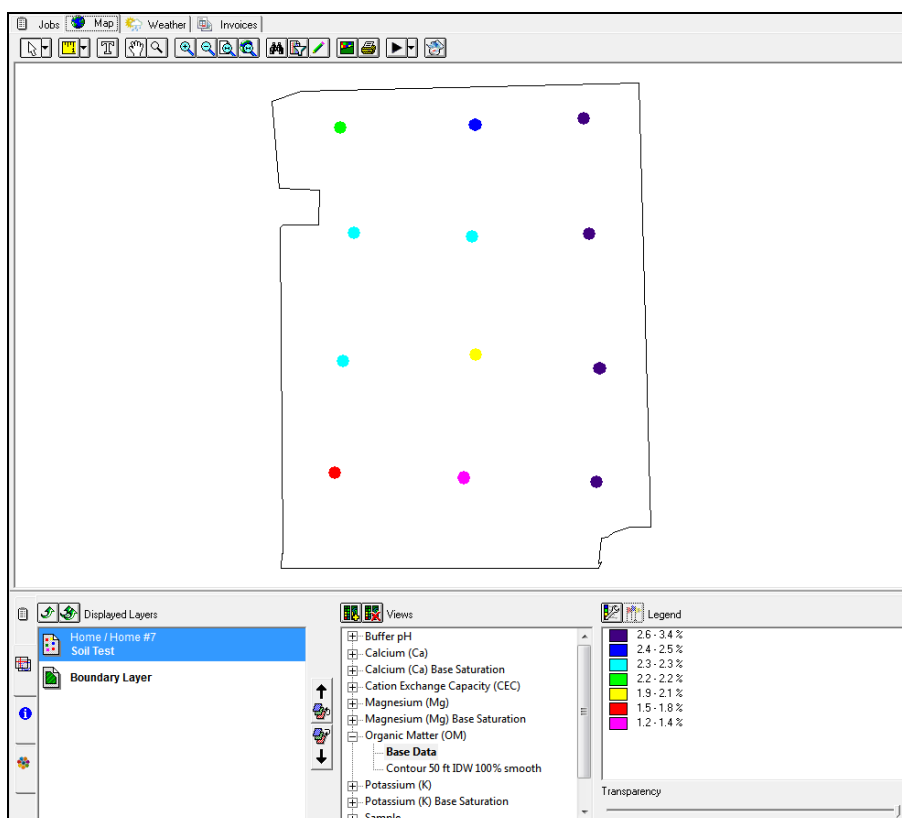 Jobs Map Weather Invoices
Displayed Layers
Home / Home #7
Soil Test
Boundary Layer
Views
Buffer pH
Calcium (Ca)
Calcium (Ca) Base Saturation
Cation Exchange Capacity (CEC)
Magnesium (Mg)
Magnesium (Mg) Base Saturation
Organic Matter (OM)
Base Data
Contour 50 ft IDW 100% smooth
Potassium (K)
Potassium (K) Base Saturation
Sample
Legend
2.6 - 3.4 %
2.4 - 2.5 %
2.3 - 2.3 %
2.2 - 2.2 %
1.9 - 2.1 %
1.5 - 1.8 %
1.2 - 1.4 %
Transparency